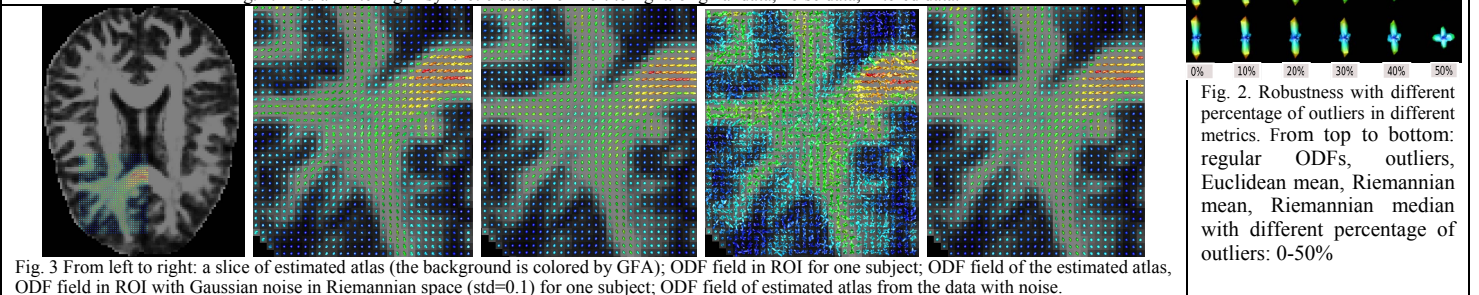 0% 10% 20% 30% 40% 50%
Fig. 2. Robustness with different
percentage of outliers in different
metrics. From top to bottom:
regular ODFs, outliers,
Euclidean mean, Riemannian
mean, Riemannian median
with different percentage of
outliers: 0-50%
Fig. 3 From left to right: a slice of estimated atlas (the background is colored by GFA); ODF field in ROI for one subject; ODF field of the estimated atlas,
ODF field in ROI with Gaussian noise in Riemannian space (std=0.1) for one subject; ODF field of estimated atlas from the data with noise.